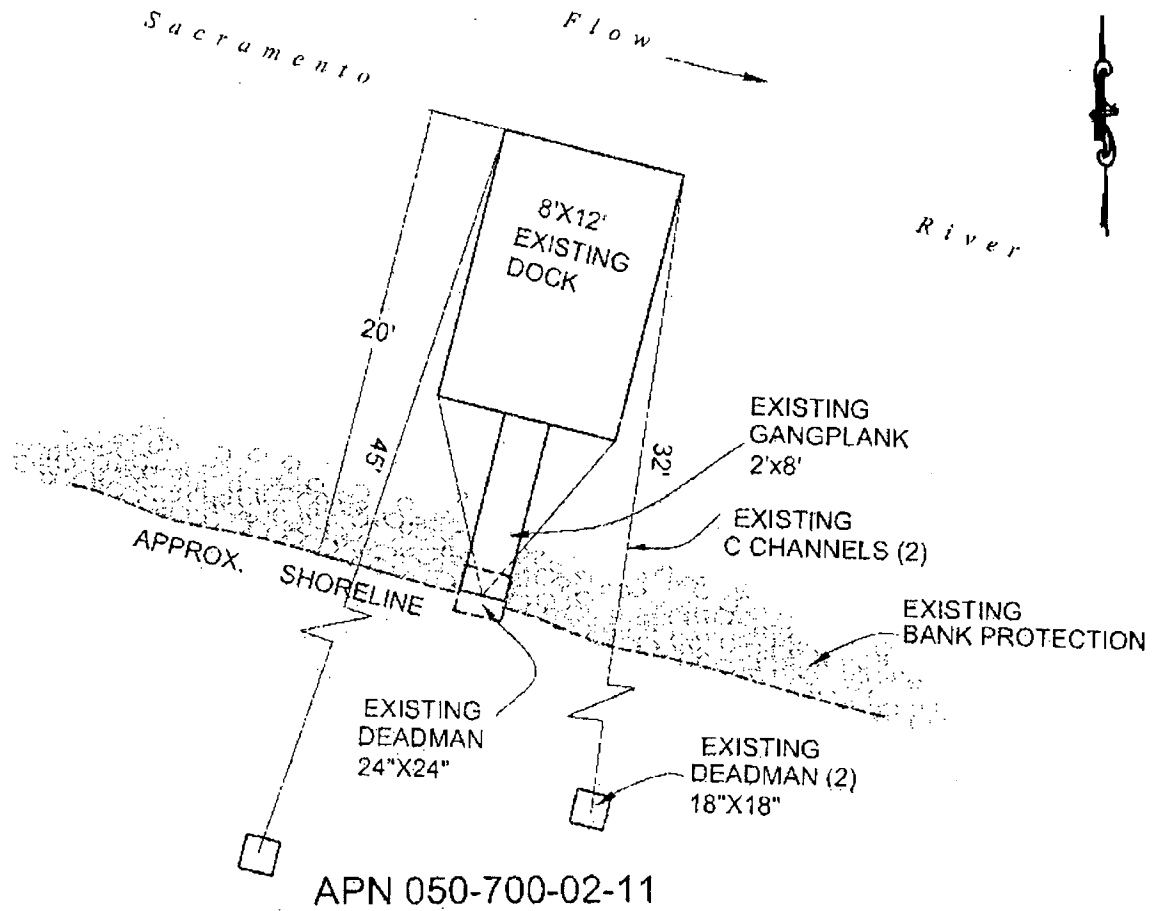 Sacramento
Flow
River
8'X12'
EXISTING
DOCK
20'
45'
32'
EXISTING
GANGPLANK
2'x8'
EXISTING
C CHANNELS (2)
APPROX. SHORELINE
EXISTING
BANK PROTECTION
EXISTING
DEADMAN
24"X24"
EXISTING
DEADMAN (2)
18"X18"
APN 050-700-02-11